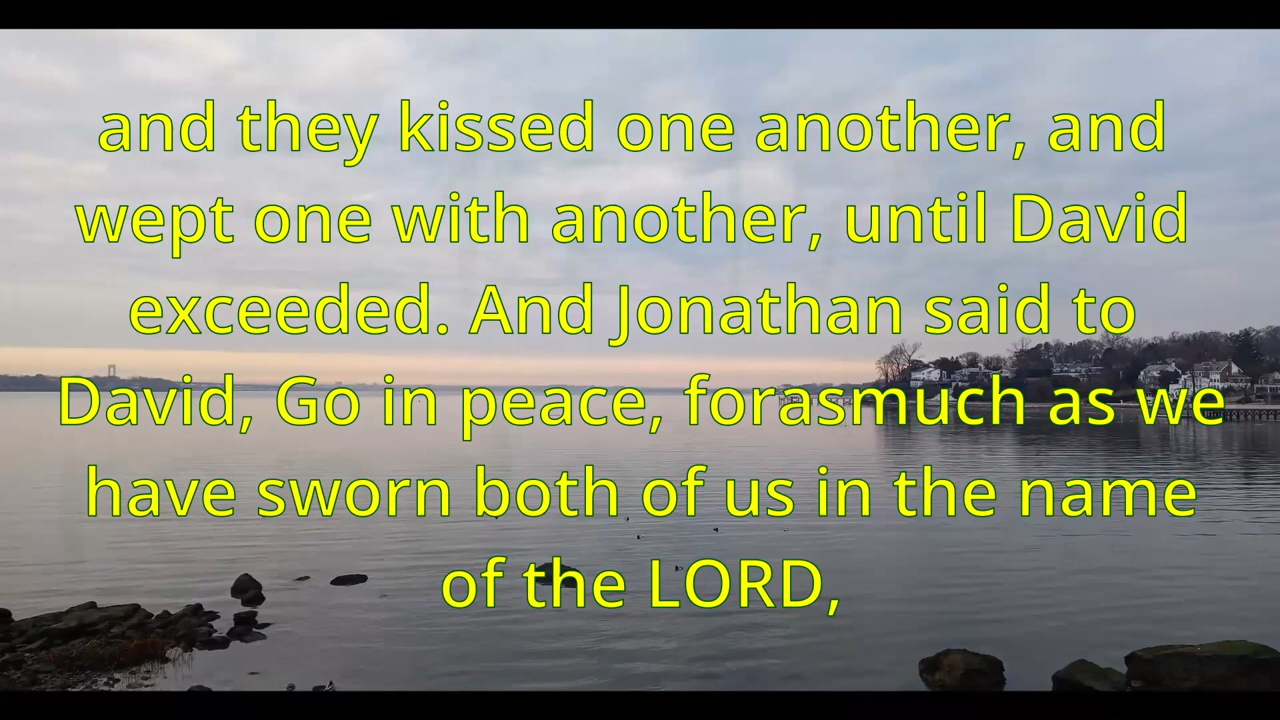 and they kissed one another, and
wept one with another, until David
exceeded. And Jonathan said to
David, Go in peace, forasmuch as we
have sworn both of us in the name
of the LORD,